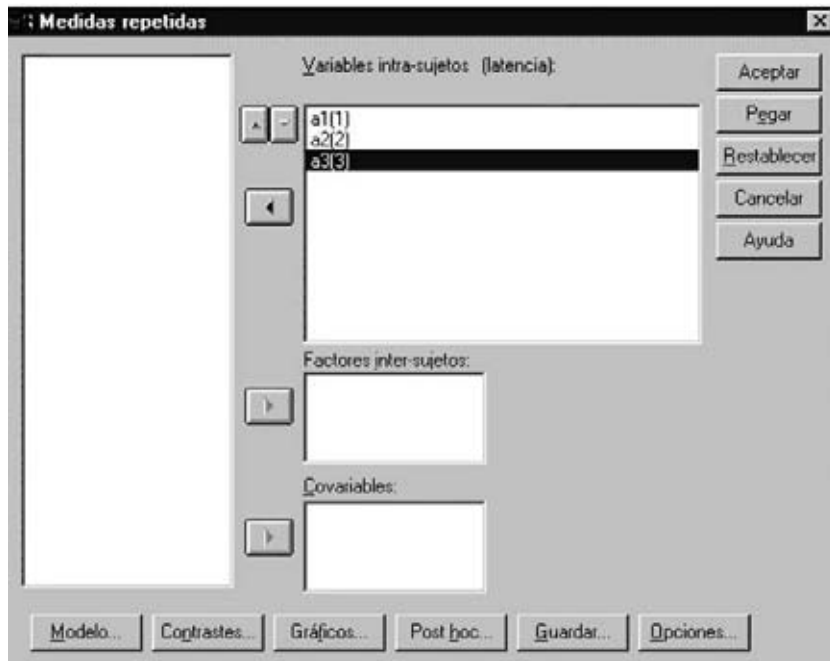 Medidas repetidas
Variables intra-sujetos (latencia):
a1(1)
a2(2)
a3(3)
Aceptar
Pegar
Restablecer
Cancelar
Ayuda
Factores inter-sujetos:
Covariables:
Modelo...
Contrastes...
Gráficos...
Post hoc...
Guardar...
Opciones...